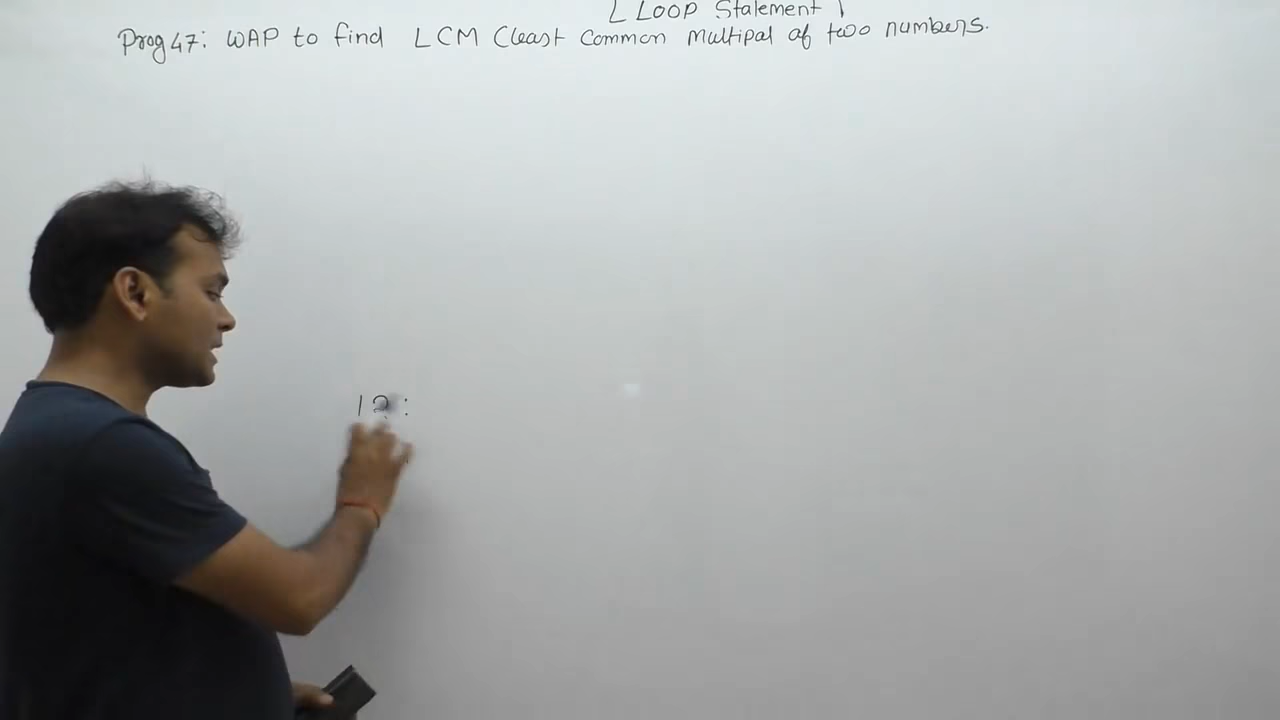 [ Loop Statement ]
Prog 47: WAP to find LCM (Least Common Multipal of two numbers.
12 :